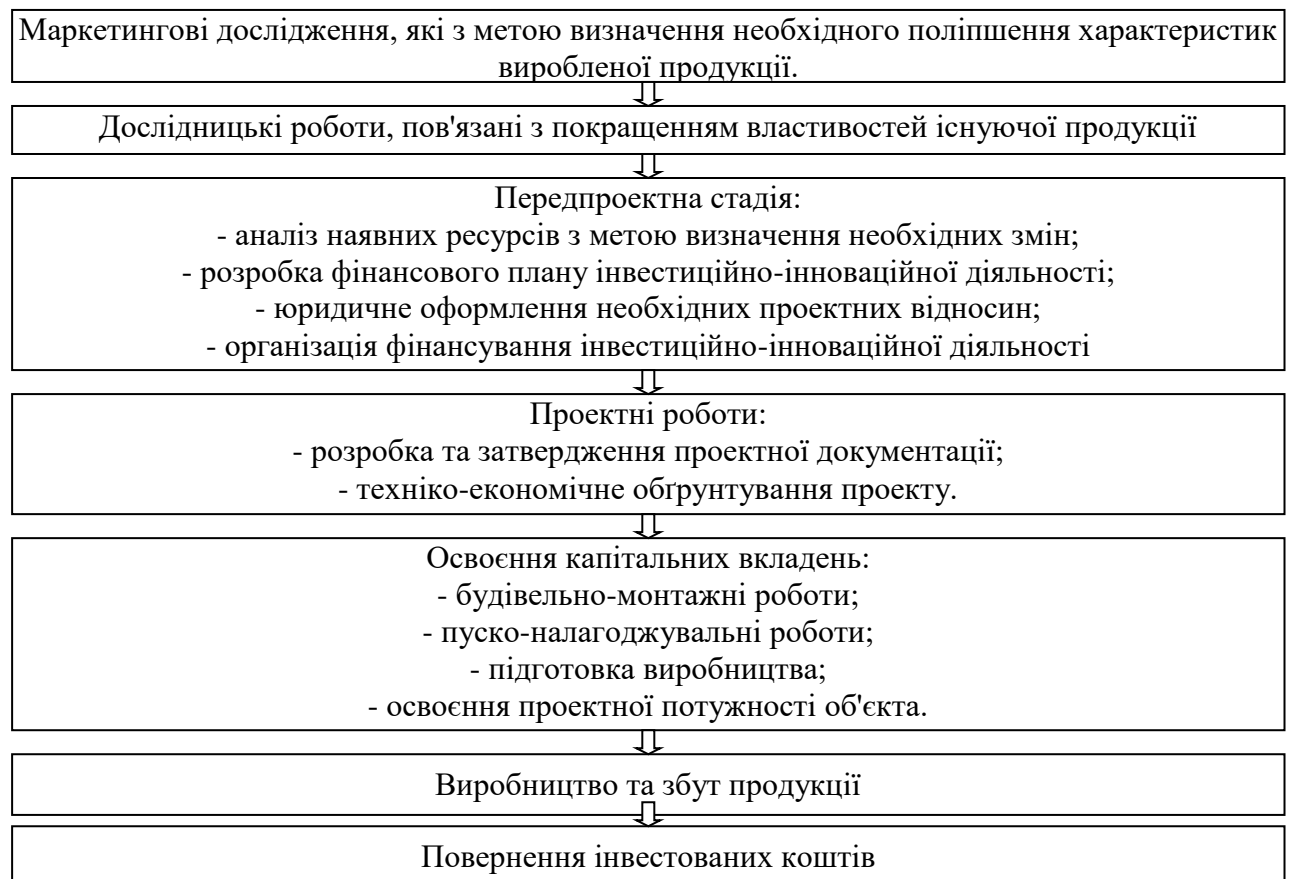 Маркетингові дослідження, які з метою визначення необхідного поліпшення характеристик
виробленої продукції.
Дослідницькі роботи, пов'язані з покращенням властивостей існуючої продукції
Передпроектна стадія:
- аналіз наявних ресурсів з метою визначення необхідних змін;
- розробка фінансового плану інвестиційно-інноваційної діяльності;
- юридичне оформлення необхідних проектних відносин;
- організація фінансування інвестиційно-інноваційної діяльності
Проектні роботи:
- розробка та затвердження проектної документації;
- техніко-економічне обґрунтування проекту.
Освоєння капітальних вкладень:
- будівельно-монтажні роботи;
- пуско-налагоджувальні роботи;
- підготовка виробництва;
- освоєння проектної потужності об'єкта.
Виробництво та збут продукції
Повернення інвестованих коштів